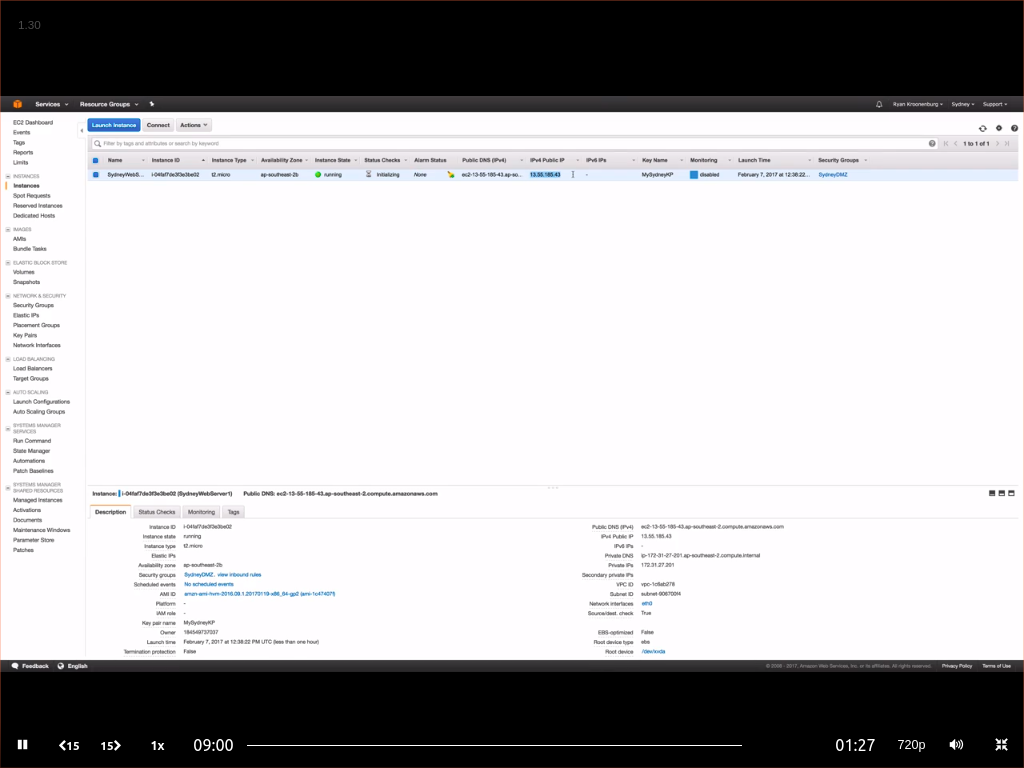 1.30
Services Resource Groups Ryan Kroonenburg Sydney Support
EC2 Dashboard
Events
Tags
Reports
Limits
INSTANCES
Instances
Spot Requests
Reserved Instances
Dedicated Hosts
IMAGES
AMIs
Bundle Tasks
ELASTIC BLOCK STORE
Volumes
Snapshots
NETWORK & SECURITY
Security Groups
Elastic IPs
Placement Groups
Key Pairs
Network Interfaces
LOAD BALANCING
Load Balancers
Target Groups
AUTO SCALING
Launch Configurations
Auto Scaling Groups
SYSTEMS MANAGER
SERVICES
Run Command
State Manager
Automations
Patch Baselines
SYSTEMS MANAGER
SHARED RESOURCES
Managed Instances
Activations
Documents
Maintenance Windows
Parameter Store
Patches
Launch Instance Connect Actions
Filter by tags and attributes or search by keyword 1 to 1 of 1
Name Instance ID Instance Type Availability Zone Instance State Status Checks Alarm Status Public DNS (IPv4) IPv4 Public IP IPv6 IPs Key Name Monitoring Launch Time Security Groups
SydneyWebS... i-04faf7de3f3e3be02 t2.micro ap-southeast-2b running Initializing None ec2-13-55-185-43.ap-so... 13.55.185.43 - MySydneyKP disabled February 7, 2017 at 12:38:22... SydneyDMZ
Instance: i-04faf7de3f3e3be02 (SydneyWebServer1) Public DNS: ec2-13-55-185-43.ap-southeast-2.compute.amazonaws.com
Description Status Checks Monitoring Tags
Instance ID i-04faf7de3f3e3be02 Public DNS (IPv4) ec2-13-55-185-43.ap-southeast-2.compute.amazonaws.com
Instance state running IPv4 Public IP 13.55.185.43
Instance type t2.micro IPv6 IPs -
Elastic IPs Private DNS ip-172-31-27-201.ap-southeast-2.compute.internal
Availability zone ap-southeast-2b Private IPs 172.31.27.201
Security groups SydneyDMZ. view inbound rules Secondary private IPs
Scheduled events No scheduled events VPC ID vpc-1c8ab278
AMI ID amzn-ami-hvm-2016.09.1.20170119-x86_64-gp2 (ami-1c47407f) Subnet ID
Platform - Network interfaces eth0
IAM role - Source/dest. check True
Key pair name MySydneyKP
Owner EBS-optimized False
Launch time February 7, 2017 at 12:38:22 PM UTC (less than one hour) Root device type ebs
Termination protection False Root device /dev/xvda
Feedback English © 2008 - 2017, Amazon Web Services, Inc. or its affiliates. All rights reserved. Privacy Policy Terms of Use
15 15 1x 09:00 01:27 720p